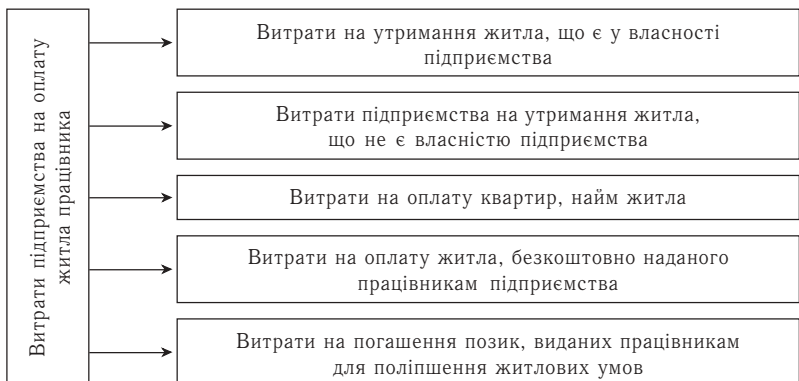 Витрати підприємства на оплату
житла працівника
Витрати на утримання житла, що є у власності
підприємства
Витрати підприємства на утримання житла,
що не є власністю підприємства
Витрати на оплату квартир, найм житла
Витрати на оплату житла, безкоштовно наданого
працівникам підприємства
Витрати на погашення позик, виданих працівникам
для поліпшення житлових умов